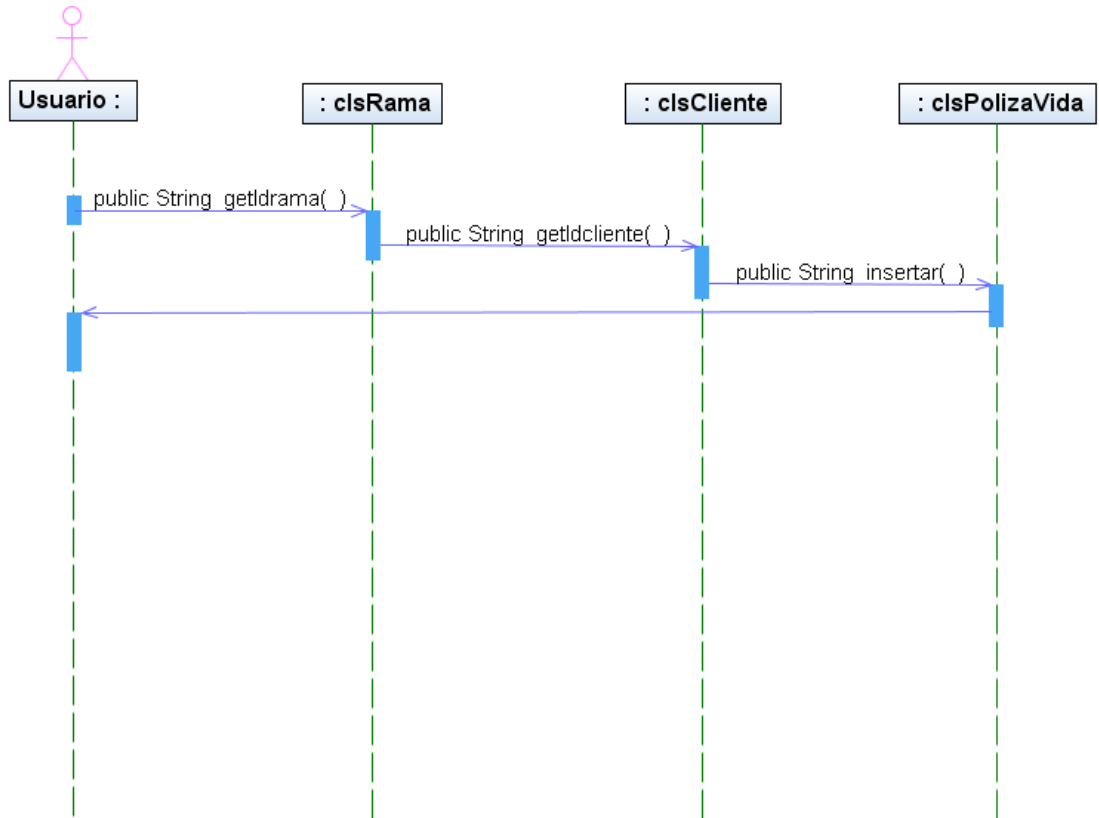 Usuario :
: clsRama
: clsCliente
: clsPolizaVida
public String getIdrama( )
public String getIdcliente( )
public String insertar( )